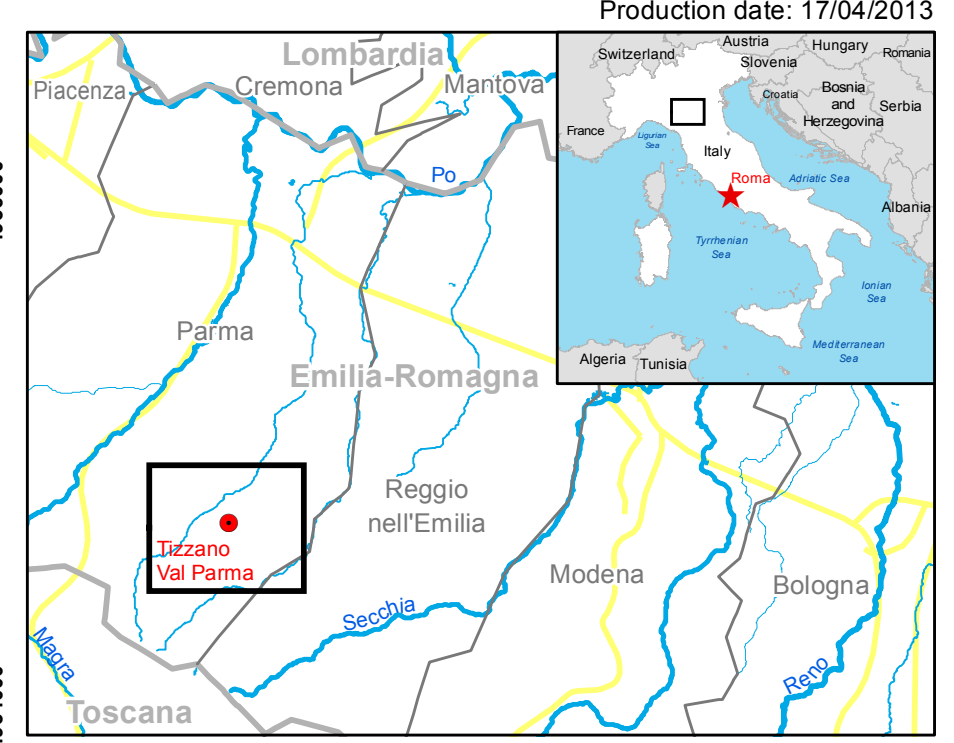 Production date: 17/04/2013
Lombardia
Piacenza
Cremona
Mantova
Po
Parma
Emilia-Romagna
Reggio
nell'Emilia
Tizzano
Val Parma
Modena
Bologna
Secchia
Magra
Reno
Toscana
Switzerland
Austria
Hungary
Romania
Slovenia
Croatia
Bosnia
and
Herzegovina
Serbia
France
Ligurian
Sea
Italy
Roma
Adriatic Sea
Albania
Tyrrhenian
Sea
Ionian
Sea
Mediterranean
Sea
Algeria
Tunisia